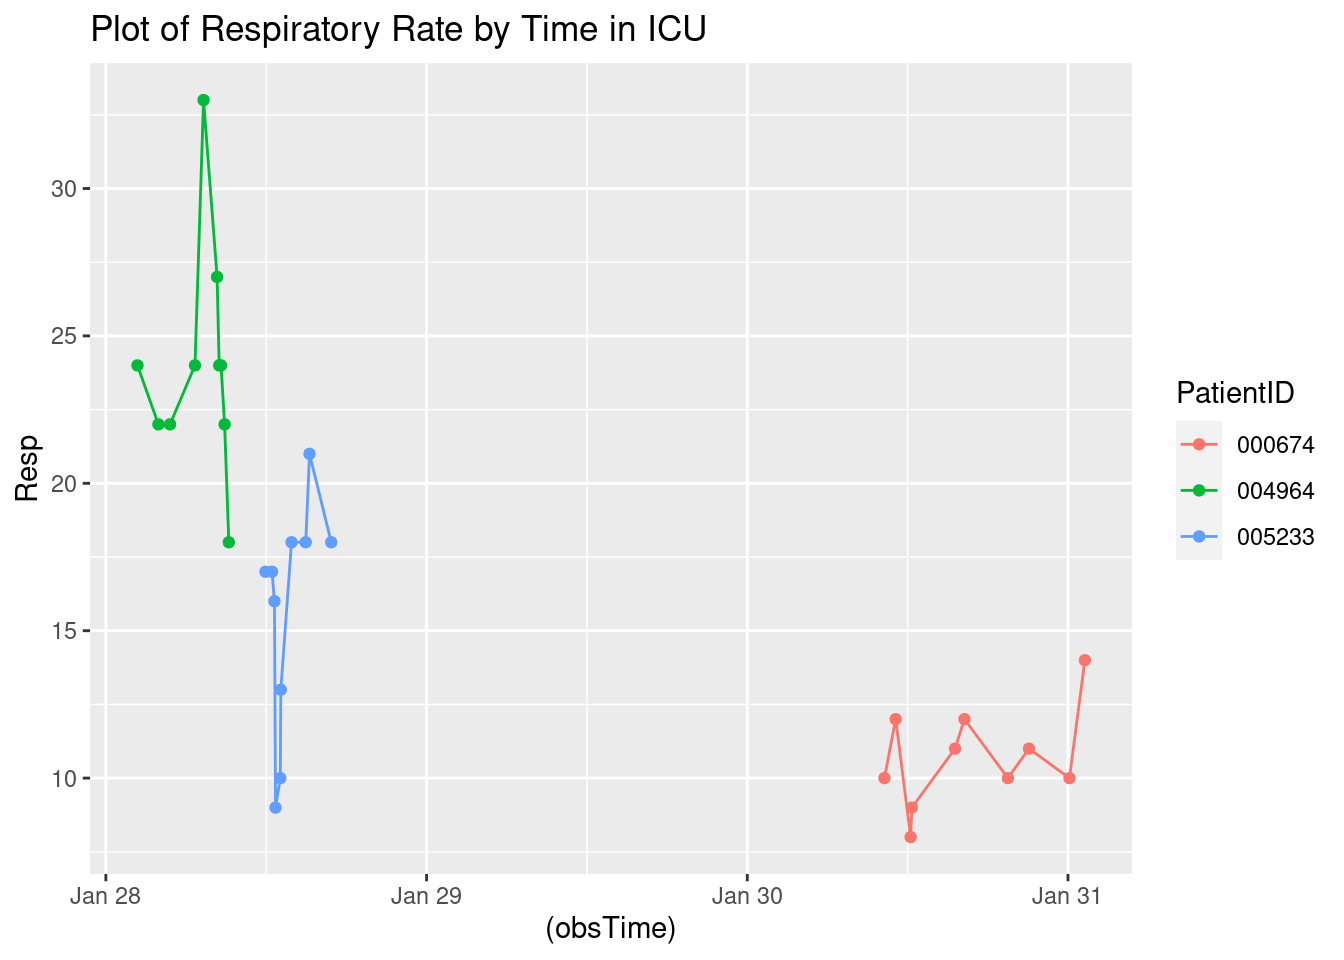 Plot of Respiratory Rate by Time in ICU
Resp
30
25
20
15
10
Jan 28
Jan 29
Jan 30
Jan 31
(obsTime)
PatientID
000674
004964
005233